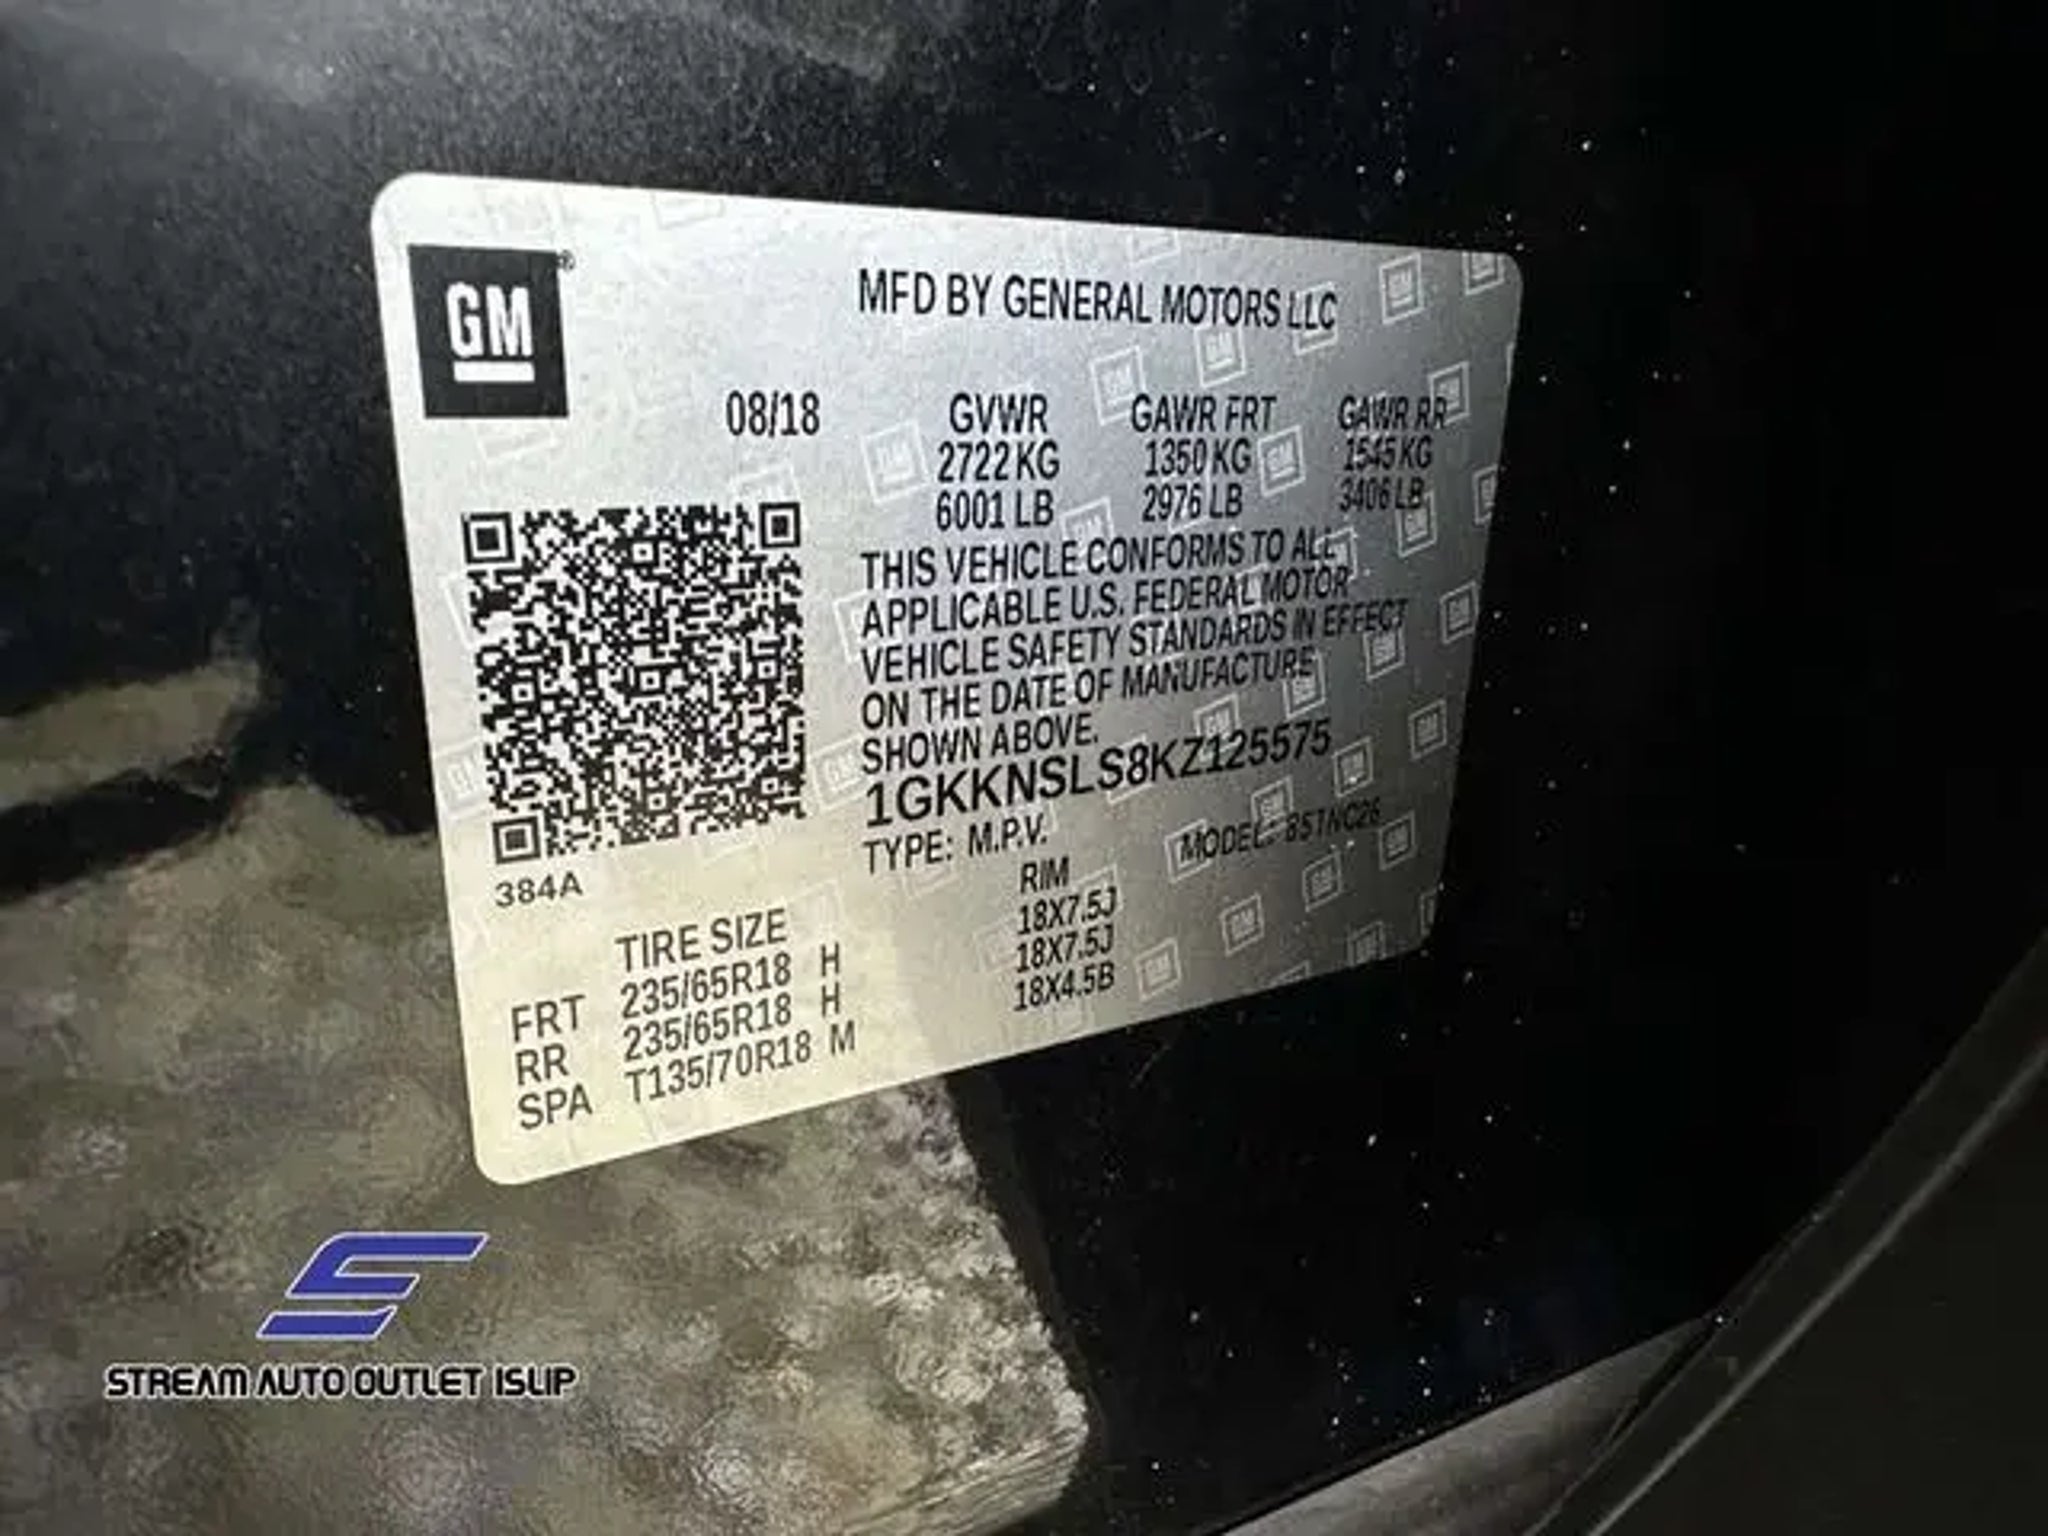 GM ®
MFD BY GENERAL MOTORS LLC
08/18 GVWR GAWR FRT GAWR RR
2722 KG 1350 KG 1545 KG
6001 LB 2976 LB 3406 LB
THIS VEHICLE CONFORMS TO ALL
APPLICABLE U.S. FEDERAL MOTOR
VEHICLE SAFETY STANDARDS IN EFFECT
ON THE DATE OF MANUFACTURE
SHOWN ABOVE.
1GKKNSLS8KZ125575
TYPE: M.P.V. MODEL:
384A
TIRE SIZE RIM
FRT 235/65R18 H 18X7.5J
RR 235/65R18 H 18X7.5J
SPA T135/70R18 M 18X4.5B
STREAM AUTO OUTLET ISLIP